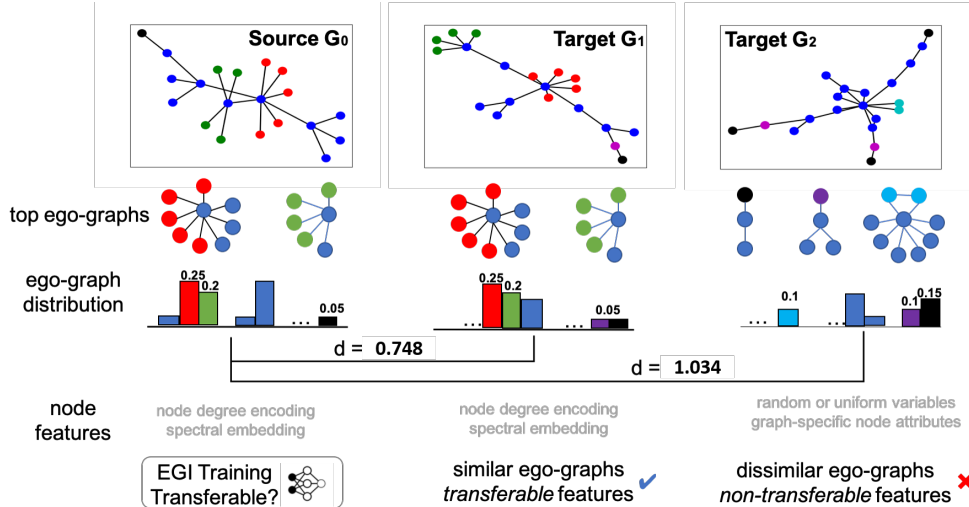 Source G0
Target G1
Target G2
top ego-graphs
ego-graph
distribution
0.25
0.2
... 0.05
0.25
0.2
... ... 0.05
... 0.1 ... 0.1 0.15
d = 0.748
d = 1.034
node
features
node degree encoding
spectral embedding
node degree encoding
spectral embedding
random or uniform variables
graph-specific node attributes
EGI Training
Transferable?
similar ego-graphs
transferable features ✔
dissimilar ego-graphs
non-transferable features ✖